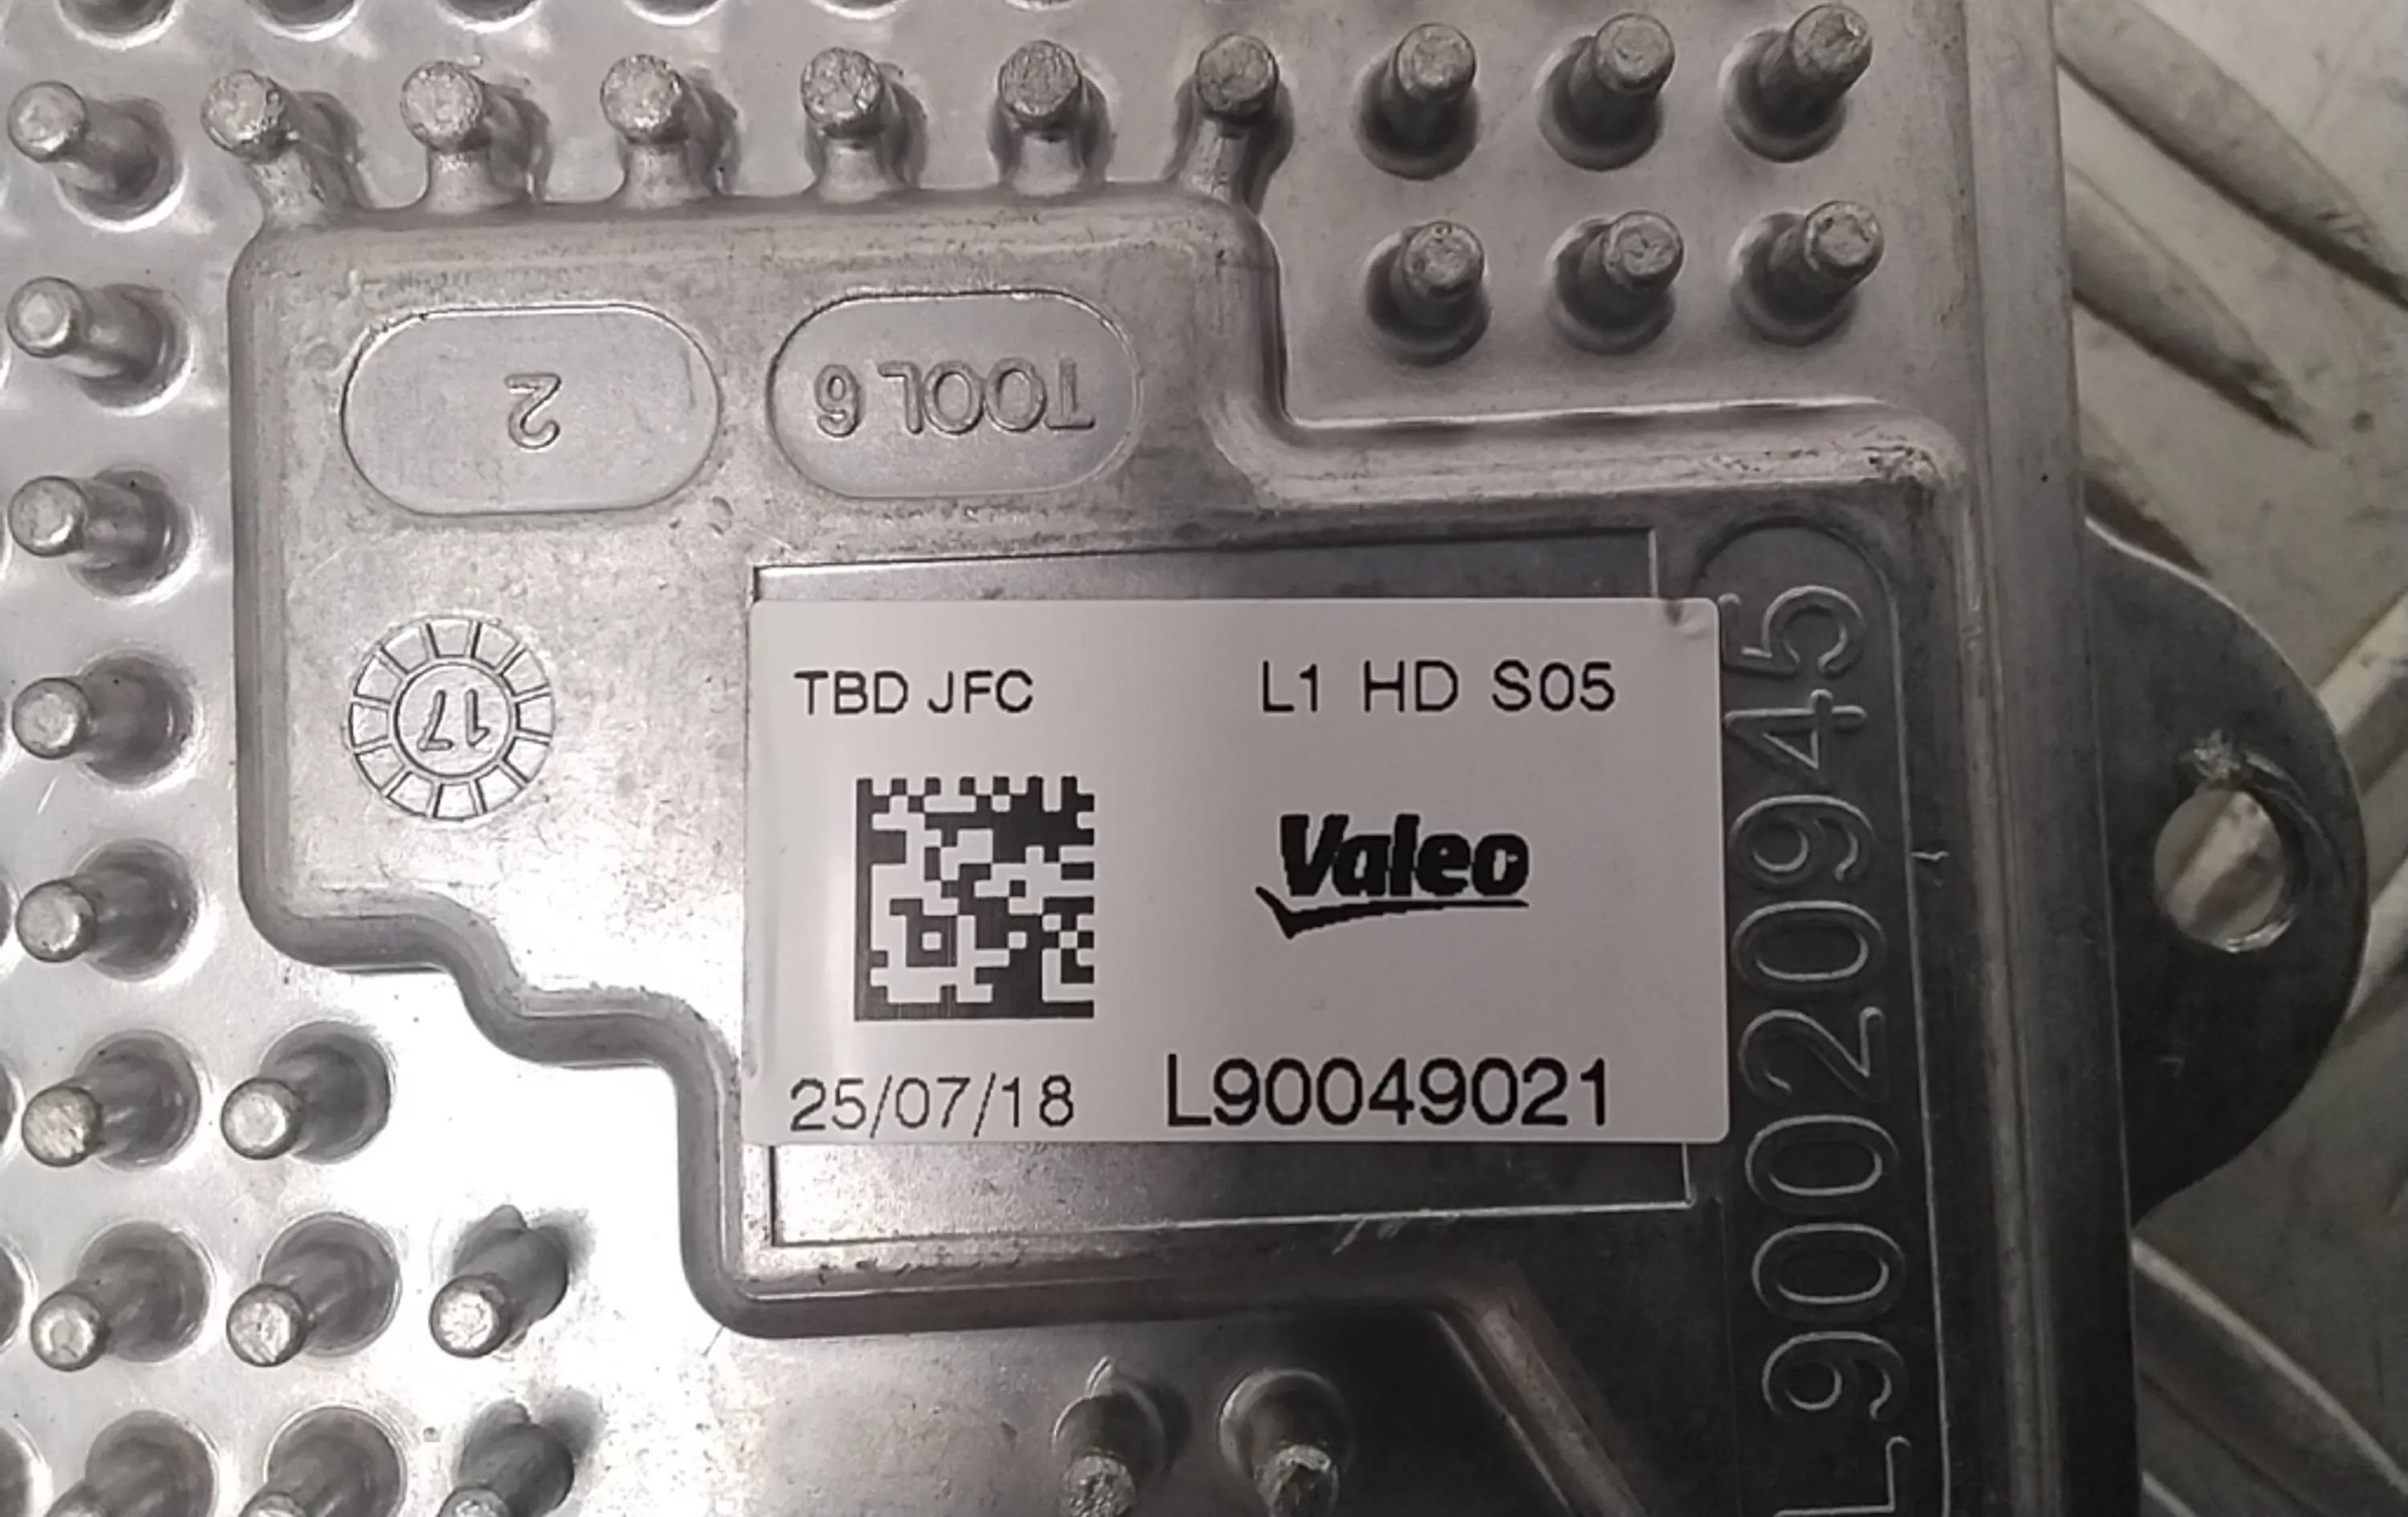 2
TOOL 6
17
TBD JFC
L1 HD S05
Valeo
25/07/18
L90049021
L90020945